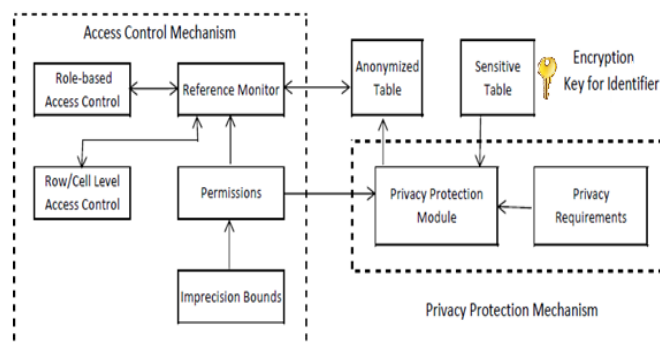 Access Control Mechanism
Role-based
Access Control
Reference Monitor
Anonymized
Table
Sensitive
Table
Encryption
Key for Identifier
Row/Cell Level
Access Control
Permissions
Privacy Protection
Module
Privacy
Requirements
Imprecision Bounds
Privacy Protection Mechanism